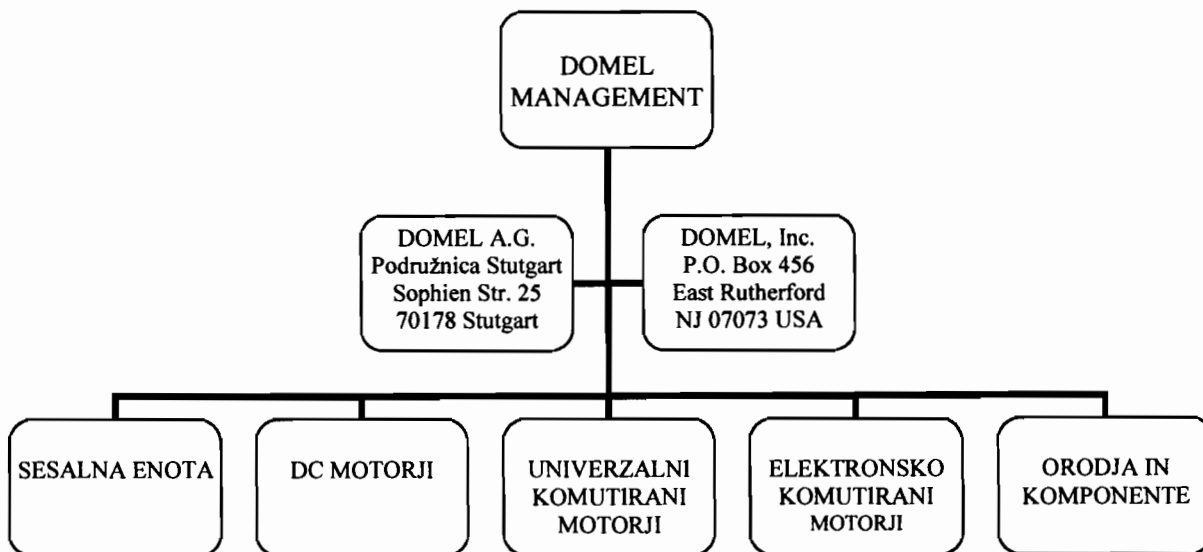 DOMEL
MANAGEMENT
DOMEL A.G.
Podružnica Stutgart
Sophien Str. 25
70178 Stutgart
DOMEL, Inc.
P.O. Box 456
East Rutherford
NJ 07073 USA
SESALNA ENOTA
DC MOTORJI
UNIVERZALNI
KOMUTIRANI
MOTORJI
ELEKTRONSKO
KOMUTIRANI
MOTORJI
ORODJA IN
KOMPONENTE